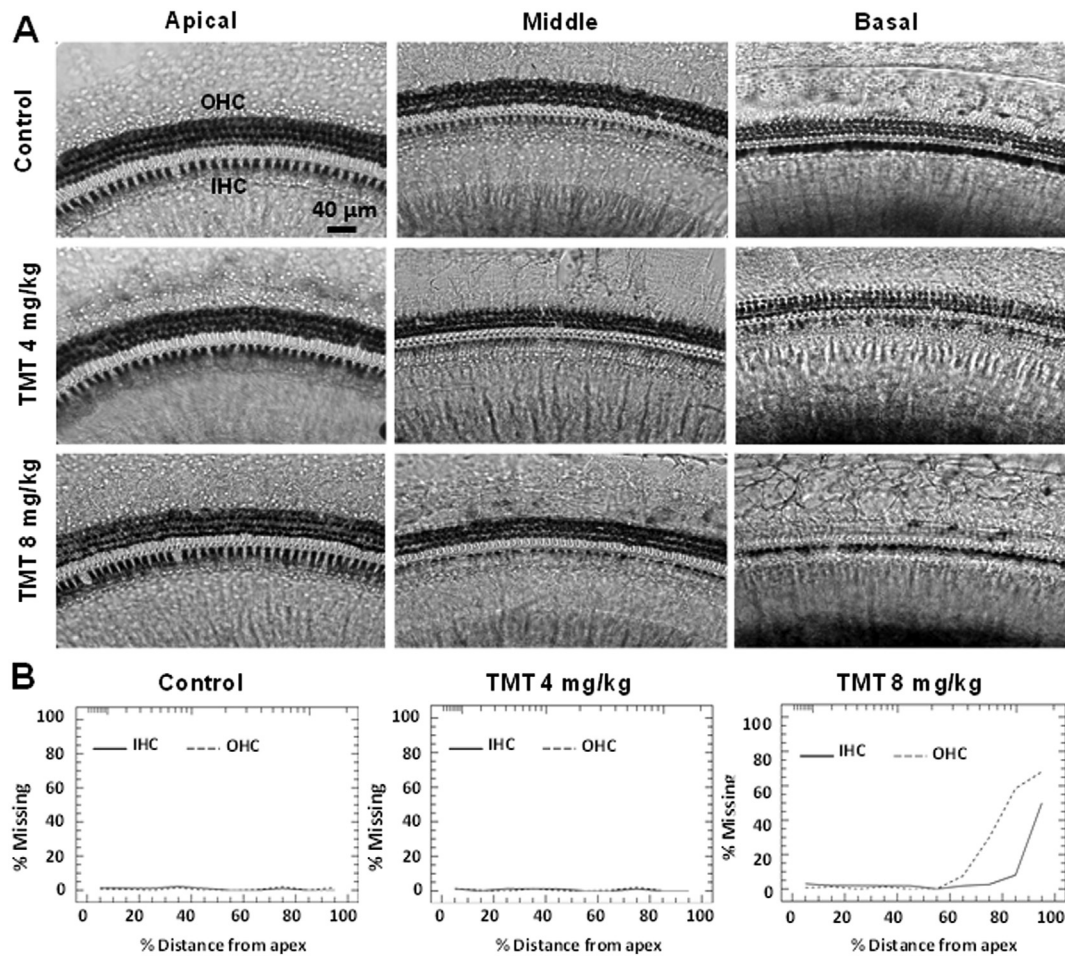 A
Apical
Middle
Basal
Control
OHC
IHC
40 µm
TMT 4 mg/kg
TMT 8 mg/kg
B
Control
TMT 4 mg/kg
TMT 8 mg/kg
% Missing
100
80
60
40
20
0
IHC
OHC
0 20 40 60 80 100
% Distance from apex
% Missing
100
80
60
40
20
0
IHC
OHC
0 20 40 60 80 100
% Distance from apex
% Missing
100
80
60
40
20
0
IHC
OHC
0 20 40 60 80 100
% Distance from apex